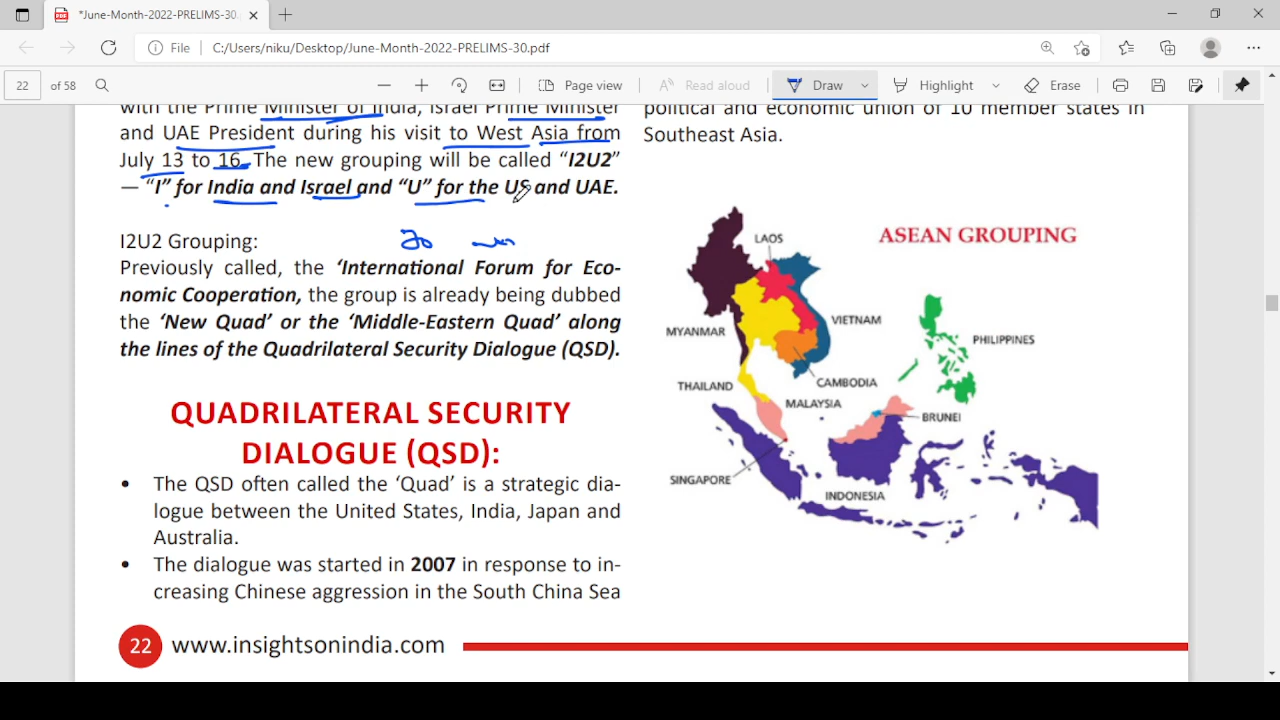 *June-Month-2022-PRELIMS-30.
File
C:/Users/niku/Desktop/June-Month-2022-PRELIMS-30.pdf
22 of 58
Page view
Read aloud
Draw
Highlight
Erase
with the Prime Minister of India, Israel Prime Minister
and UAE President during his visit to West Asia from
July 13 to 16. The new grouping will be called “I2U2”
— “I” for India and Israel and “U” for the US and UAE.
I2U2 Grouping:
Previously called, the ‘International Forum for Eco-
nomic Cooperation, the group is already being dubbed
the ‘New Quad’ or the ‘Middle-Eastern Quad’ along
the lines of the Quadrilateral Security Dialogue (QSD).
QUADRILATERAL SECURITY
DIALOGUE (QSD):
• The QSD often called the ‘Quad’ is a strategic dia-
logue between the United States, India, Japan and
Australia.
• The dialogue was started in 2007 in response to in-
creasing Chinese aggression in the South China Sea
political and economic union of 10 member states in
Southeast Asia.
ASEAN GROUPING
LAOS
MYANMAR
VIETNAM
PHILIPPINES
THAILAND
CAMBODIA
MALAYSIA
BRUNEI
SINGAPORE
INDONESIA
22 www.insightsonindia.com